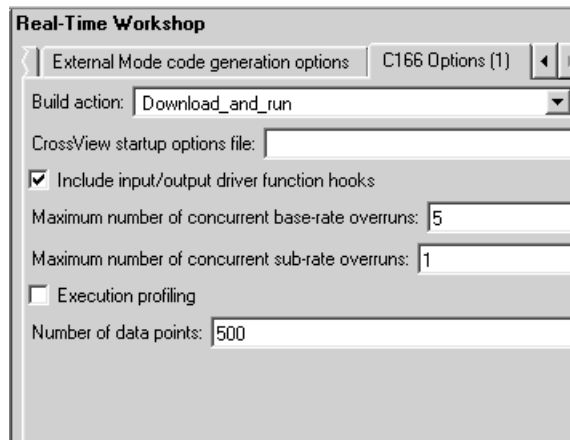 Real-Time Workshop
External Mode code generation options C166 Options (1)
Build action: Download_and_run
CrossView startup options file:
Include input/output driver function hooks
Maximum number of concurrent base-rate overruns: 5
Maximum number of concurrent sub-rate overruns: 1
Execution profiling
Number of data points: 500